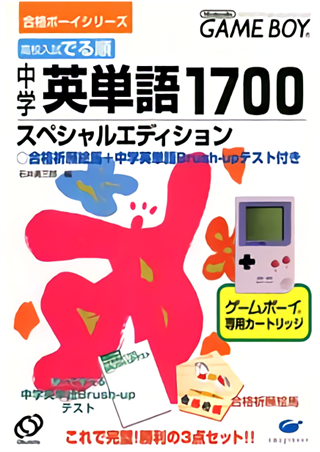 合格ボーイシリーズ
Nintendo
GAME BOY
高校入試でる順
中学
英単語1700
スペシャルエディション
○合格祈願絵馬+中学英単語Brush-upテスト付き
石井貞三郎 編
ゲームボーイ®
専用カートリッジ
中学英単語Brush-up
テスト
合格祈願絵馬
これで完璧!勝利の3点セット!!
Obunsha
imagineer